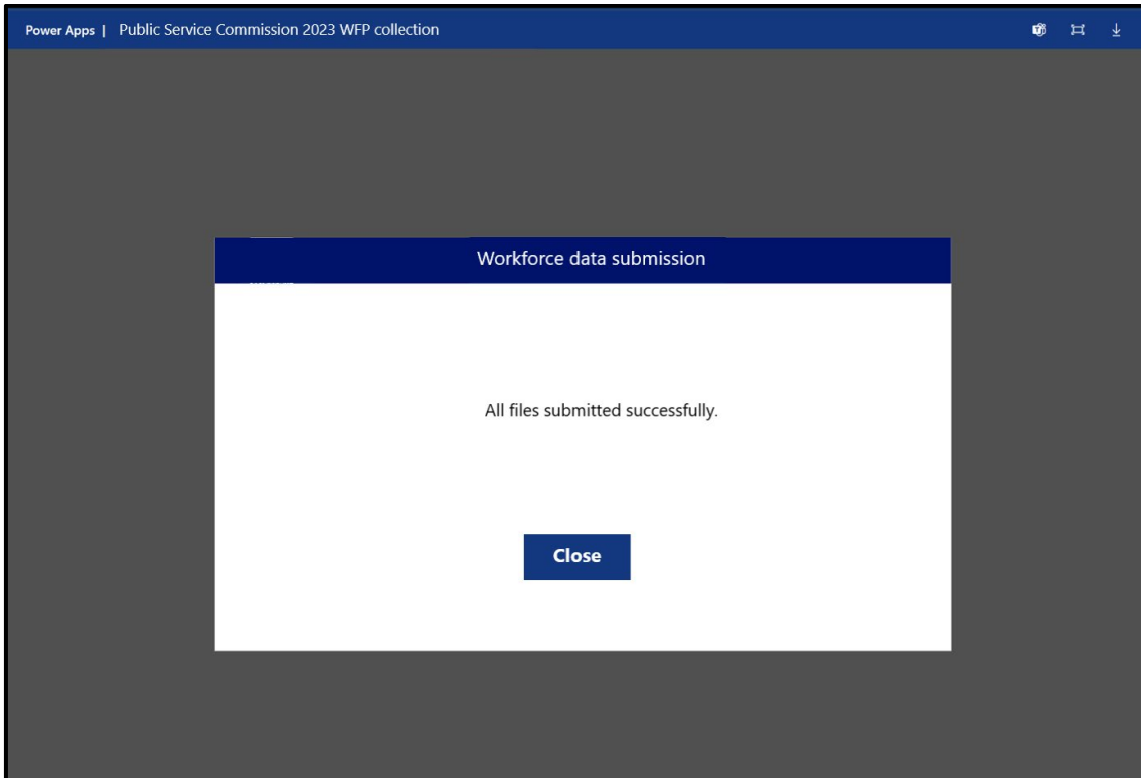 Power Apps | Public Service Commission 2023 WFP collection
Workforce data submission
All files submitted successfully.
Close